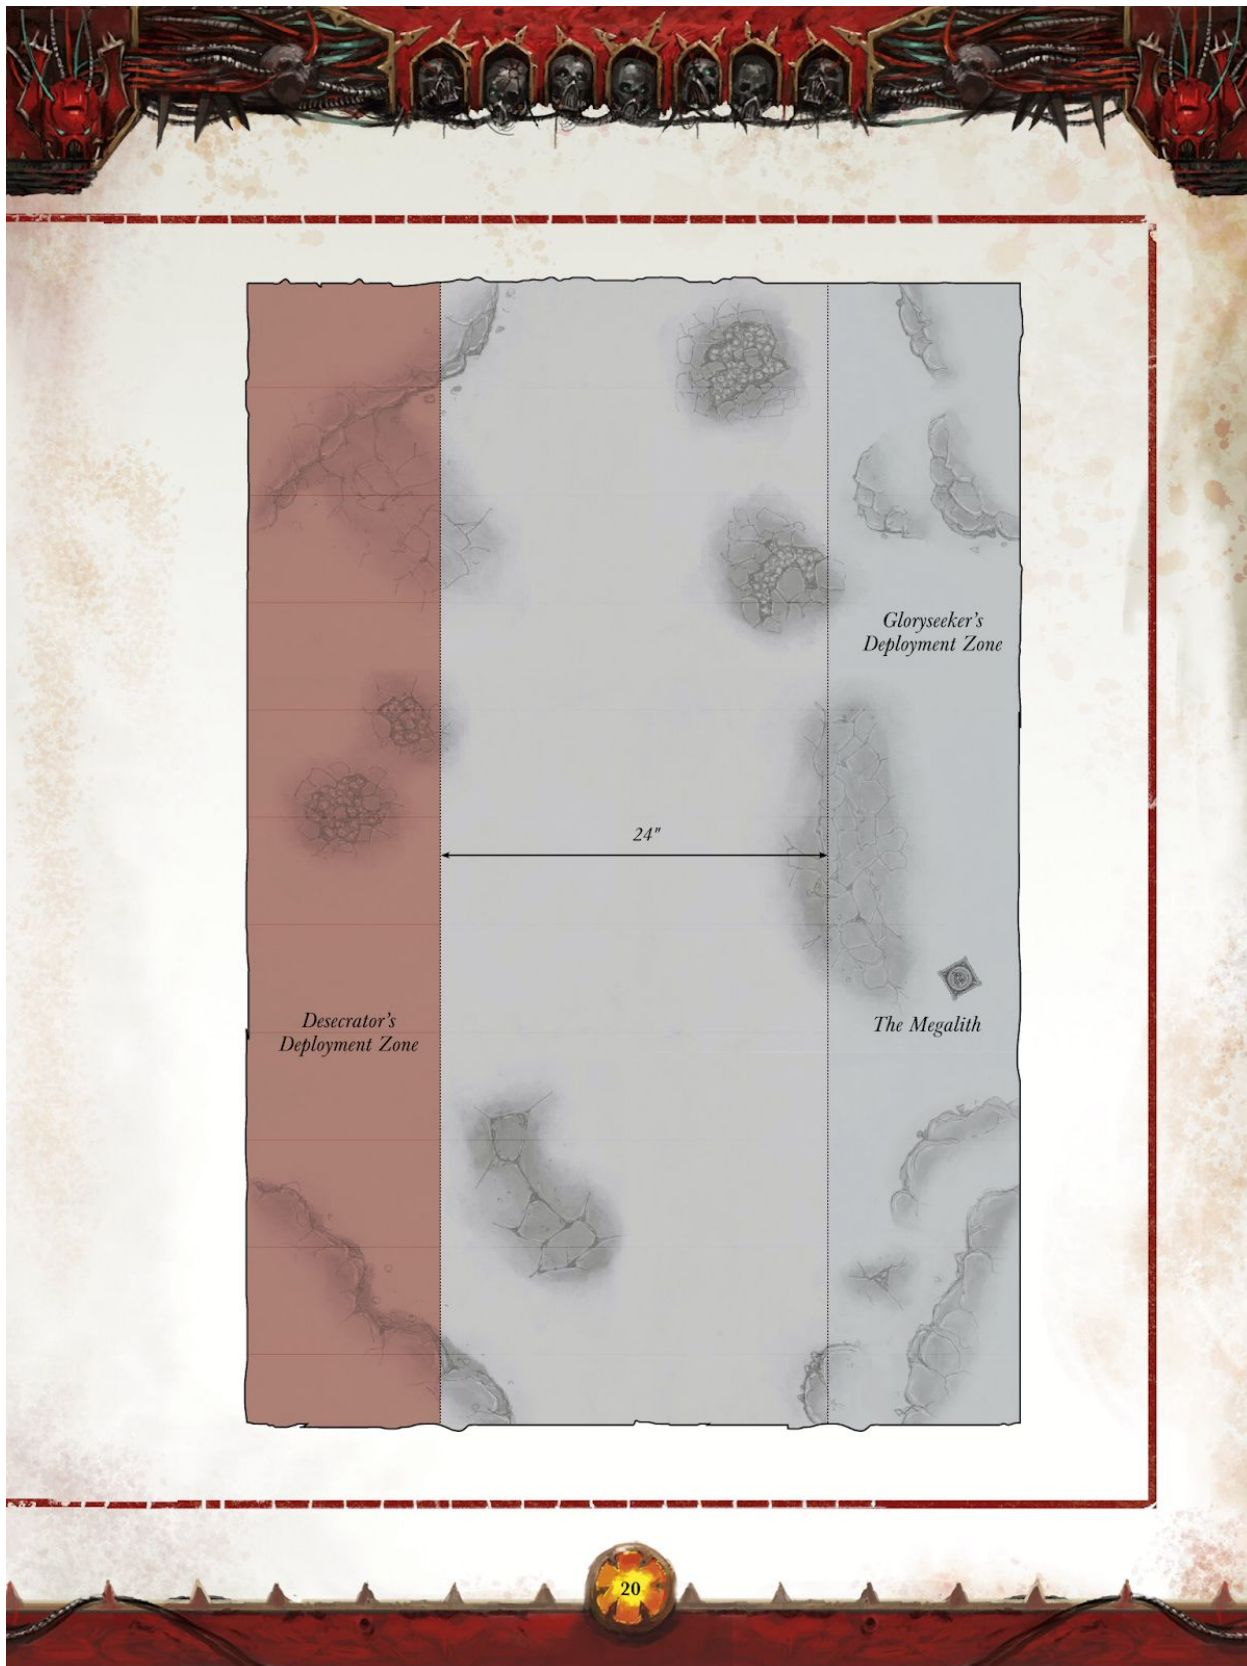 Gloryseeker's
Deployment Zone
24"
Desecrator's
Deployment Zone
The Megalith
20